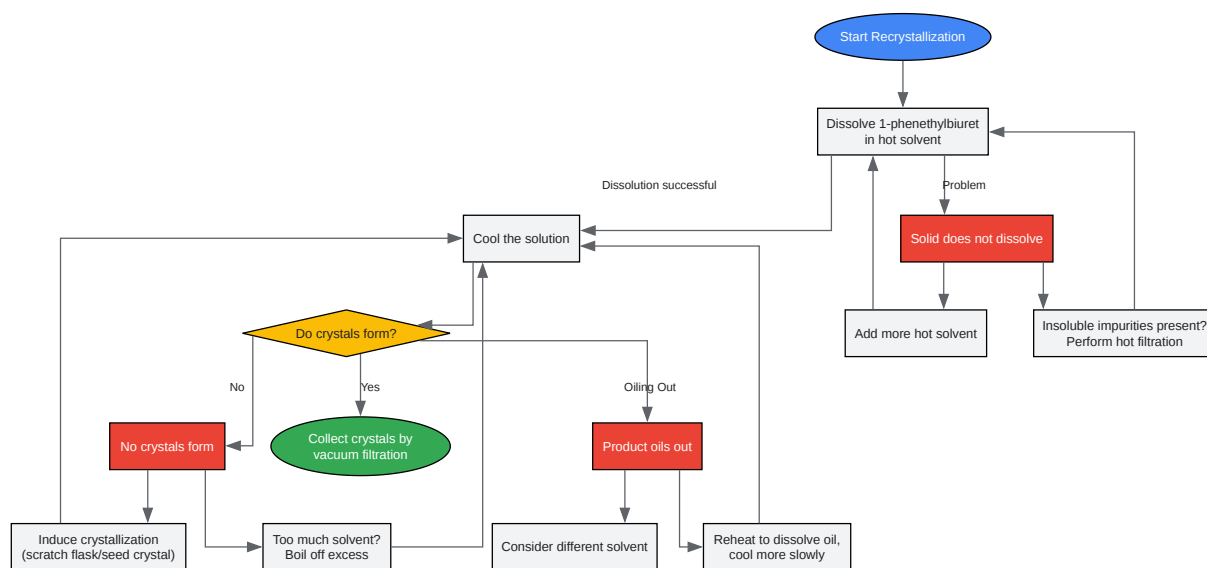 Start Recrystallization
Dissolve 1-phenethylbiuret
in hot solvent
Dissolution successful
Problem
Cool the solution
Solid does not dissolve
Do crystals form?
Add more hot solvent
Insoluble impurities present?
Perform hot filtration
No
Yes
Oiling Out
No crystals form
Collect crystals by
vacuum filtration
Product oils out
Induce crystallization
(scratch flask/seed crystal)
Too much solvent?
Boil off excess
Consider different solvent
Reheat to dissolve oil,
cool more slowly